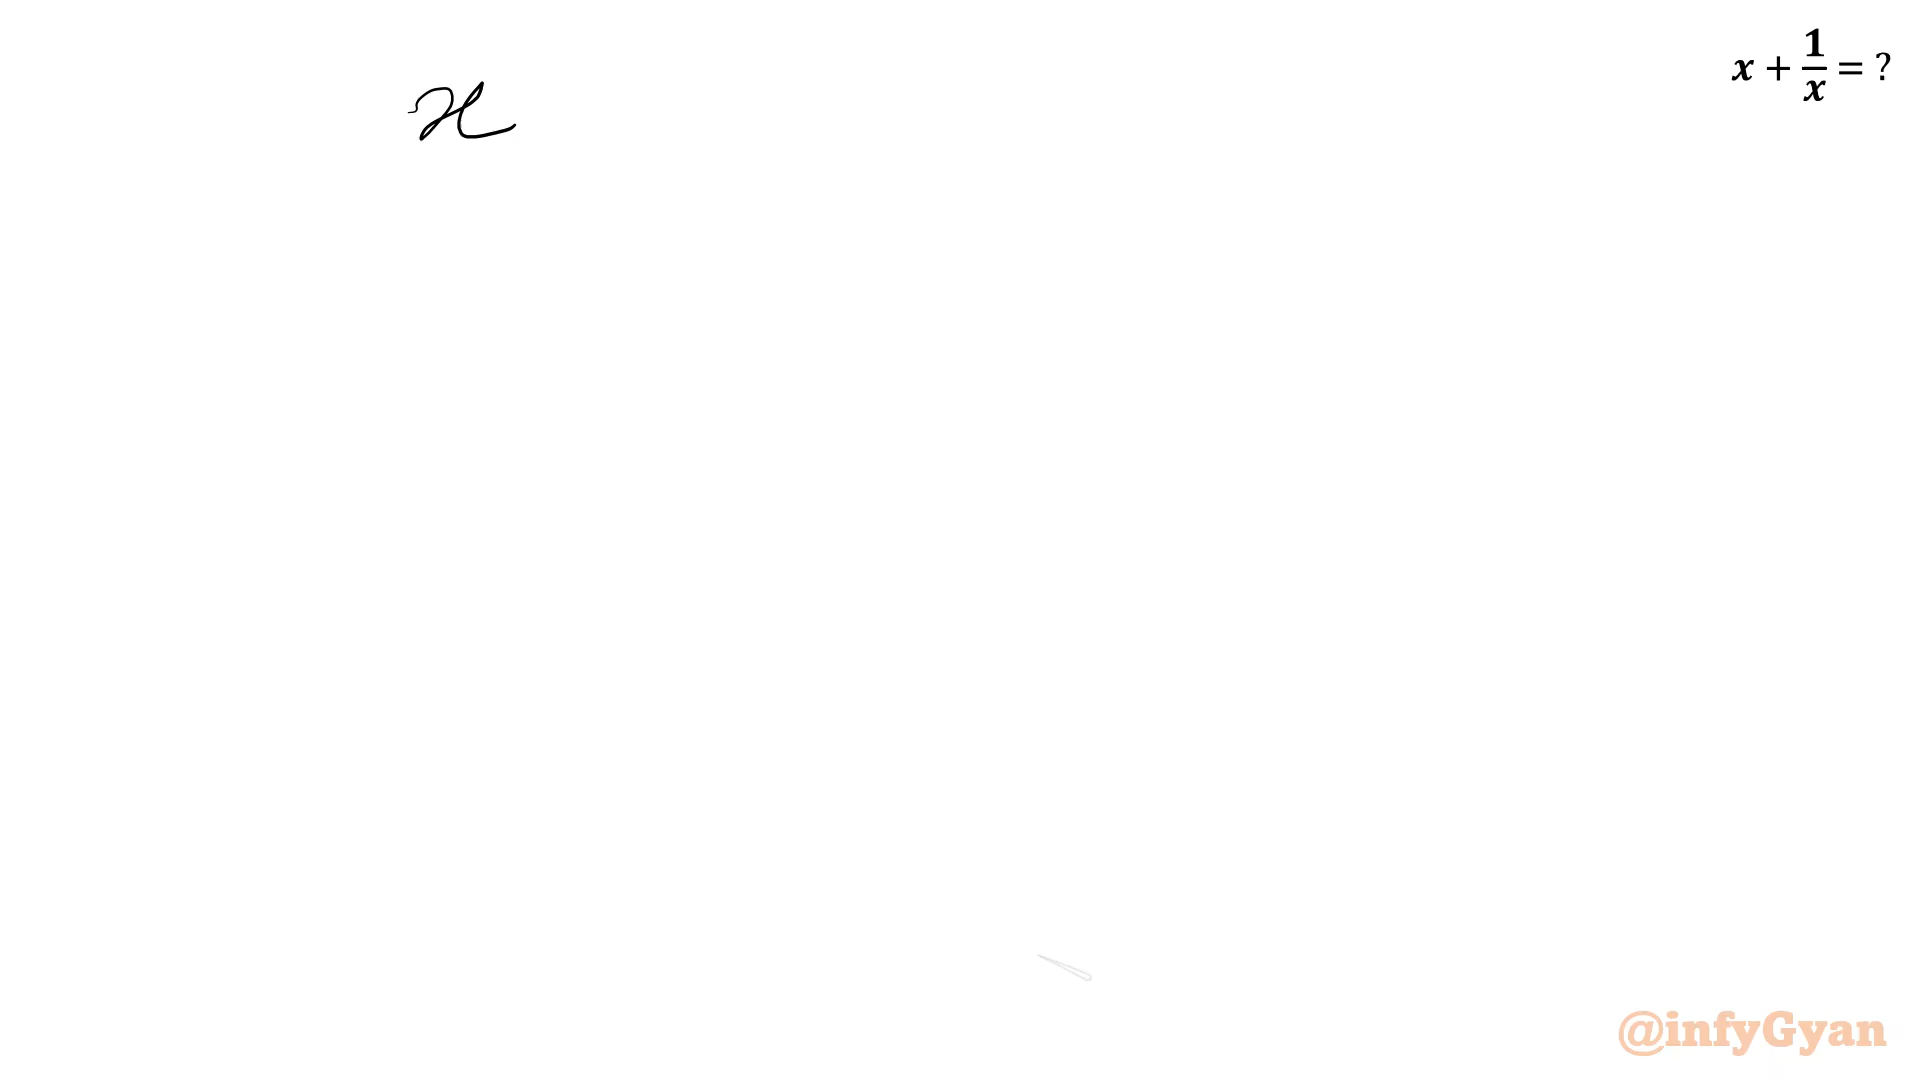 x + 1/x = ?
x
@infyGyan